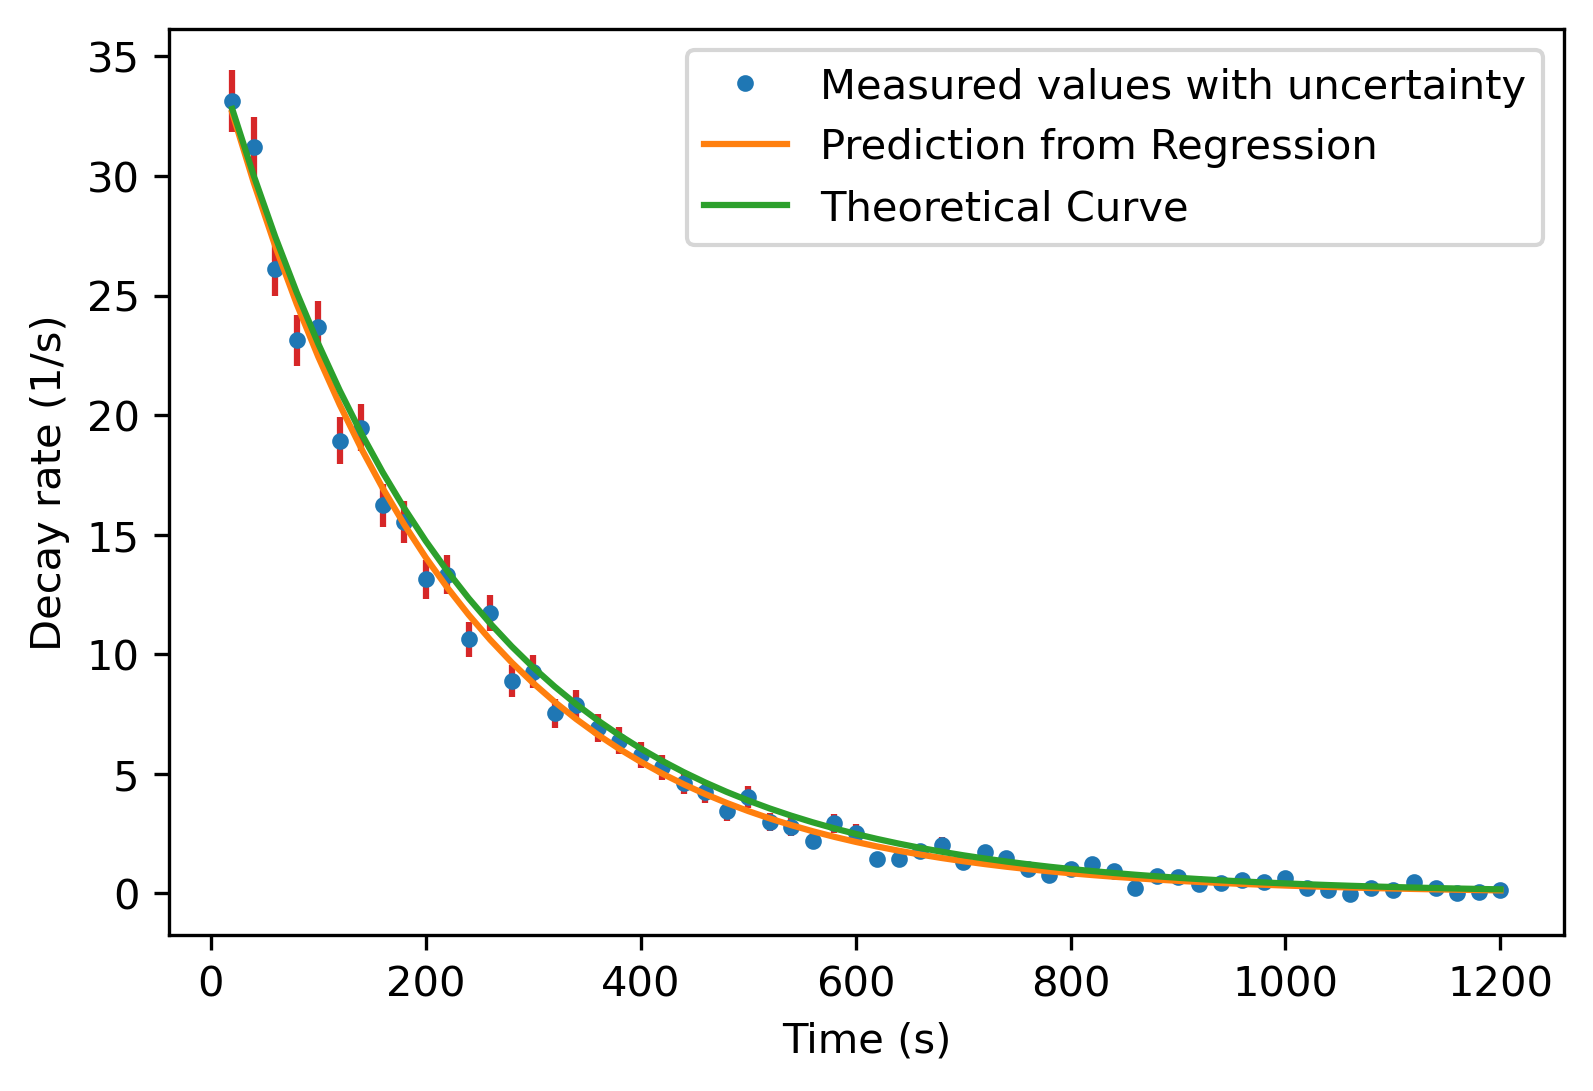 35
30
25
20
15
10
5
0
Decay rate (1/s)
Measured values with uncertainty
Prediction from Regression
Theoretical Curve
0 200 400 600 800 1000 1200
Time (s)